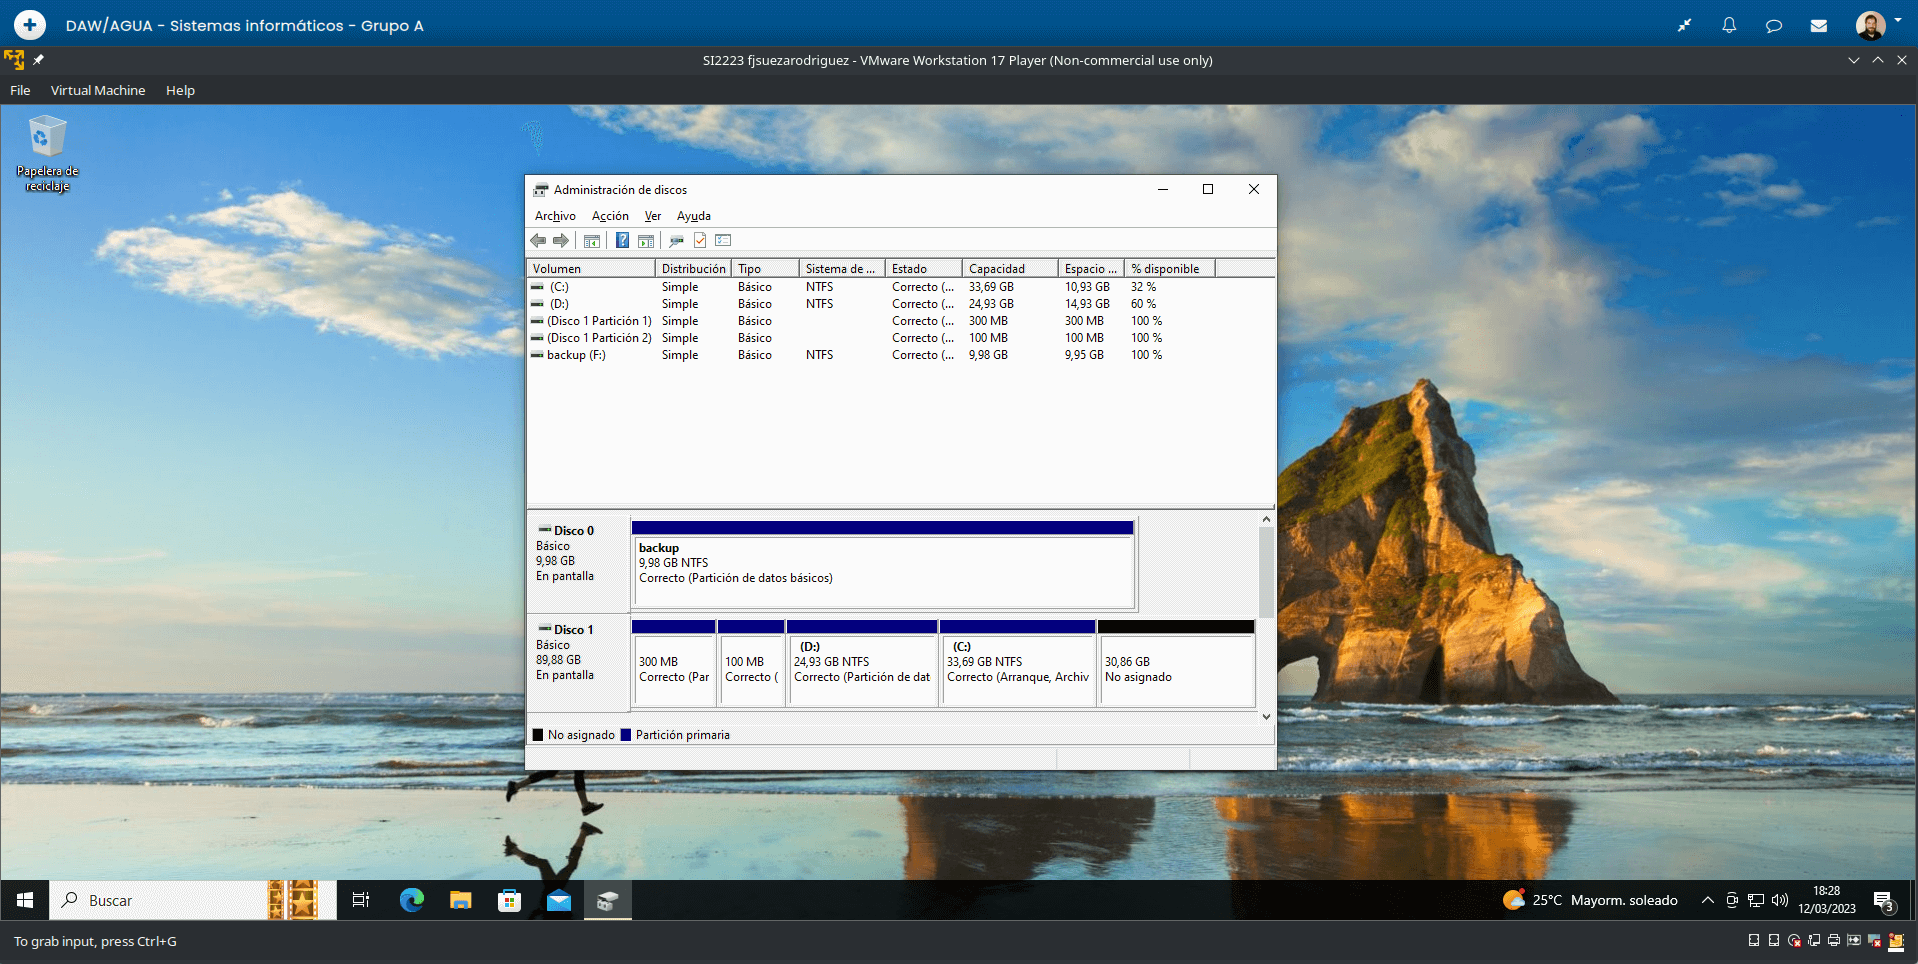 DAW/AGUA - Sistemas informáticos - Grupo A
SI2223 fjsuezarodriguez - VMware Workstation 17 Player (Non-commercial use only)
File Virtual Machine Help
Papelera de
reciclaje
Administración de discos
Archivo Acción Ver Ayuda
Volumen Distribución Tipo Sistema de ... Estado Capacidad Espacio ... % disponible
(C:) Simple Básico NTFS Correcto (... 33,69 GB 10,93 GB 32 %
(D:) Simple Básico NTFS Correcto (... 24,93 GB 14,93 GB 60 %
(Disco 1 Partición 1) Simple Básico Correcto (... 300 MB 300 MB 100 %
(Disco 1 Partición 2) Simple Básico Correcto (... 100 MB 100 MB 100 %
backup (F:) Simple Básico NTFS Correcto (... 9,98 GB 9,95 GB 100 %
Disco 0
Básico
9,98 GB
En pantalla
backup
9,98 GB NTFS
Correcto (Partición de datos básicos)
Disco 1
Básico
89,88 GB
En pantalla
300 MB
Correcto (Par
100 MB
Correcto (
(D:)
24,93 GB NTFS
Correcto (Partición de dat
(C:)
33,69 GB NTFS
Correcto (Arranque, Archiv
30,86 GB
No asignado
No asignado Partición primaria
Buscar
25°C Mayorm. soleado
18:28
12/03/2023
3
To grab input, press Ctrl+G